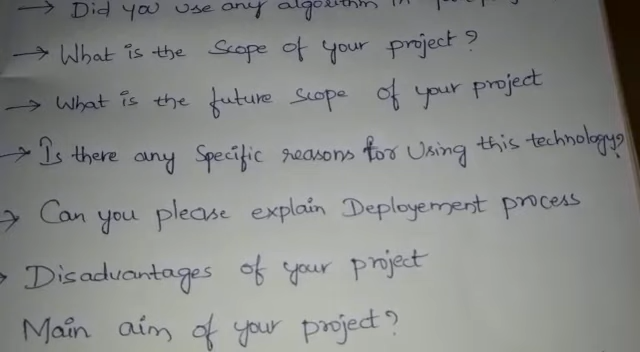 → Did you use any algorithm in
→ What is the Scope of your project?
→ What is the future scope of your project
→ Is there any Specific reasons for Using this technology?
→ Can you please explain Deployement process
Disadvantages of your project
Main aim of your project?